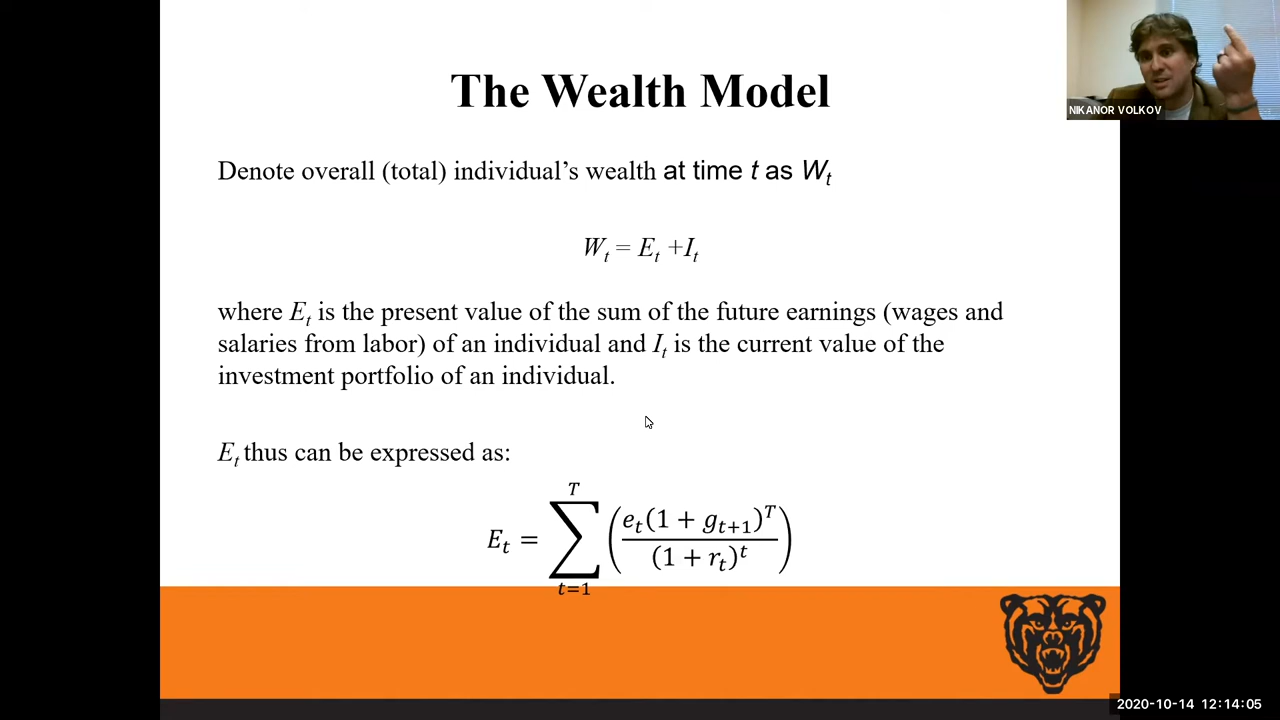 The Wealth Model
NIKANOR VOLKOV
Denote overall (total) individual’s wealth at time t as Wₜ
Wₜ = Eₜ +Iₜ
where Eₜ is the present value of the sum of the future earnings (wages and
salaries from labor) of an individual and Iₜ is the current value of the
investment portfolio of an individual.
Eₜ thus can be expressed as:
T
Eₜ = ∑ (eₜ(1 + gₜ₊₁)ᵀ / (1 + rₜ)ᵗ)
t=1
2020-10-14 12:14:05